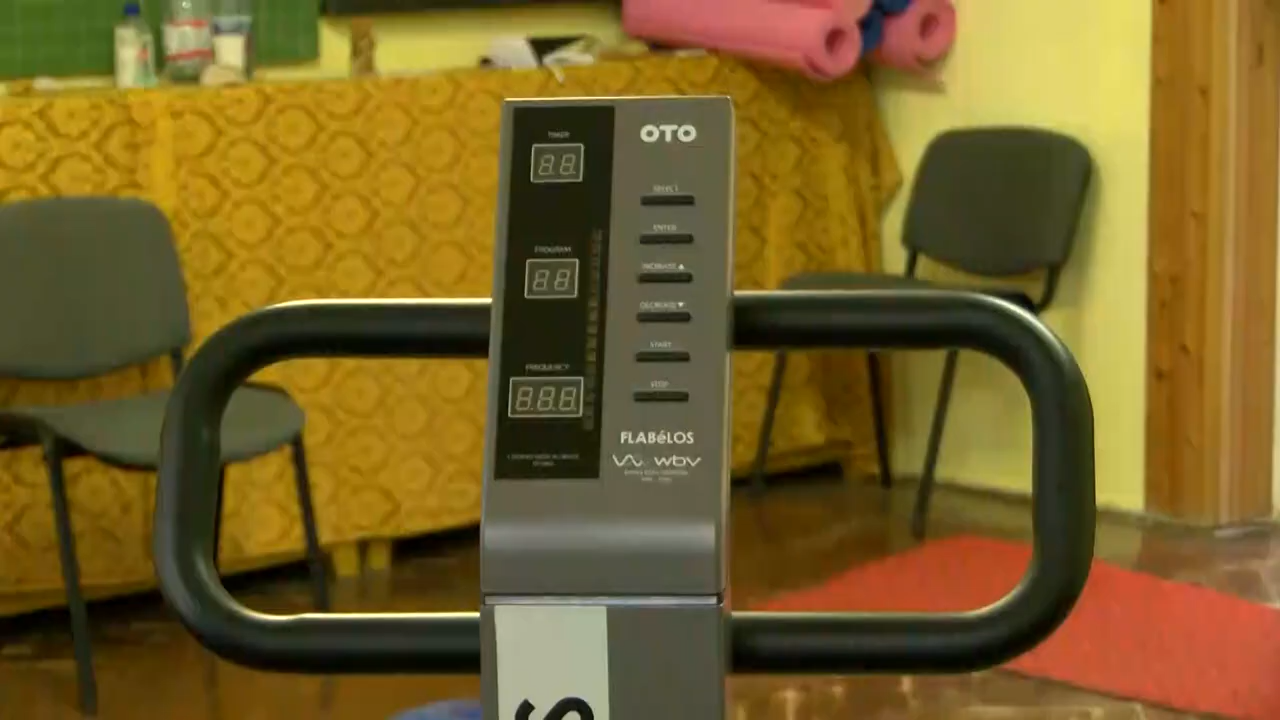 TIMER
OTO
SELECT
ENTER
PROGRAM
INCREASE ▲
DECREASE ▼
START
FREQUENCY
STOP
FLABéLOS
wbv
S